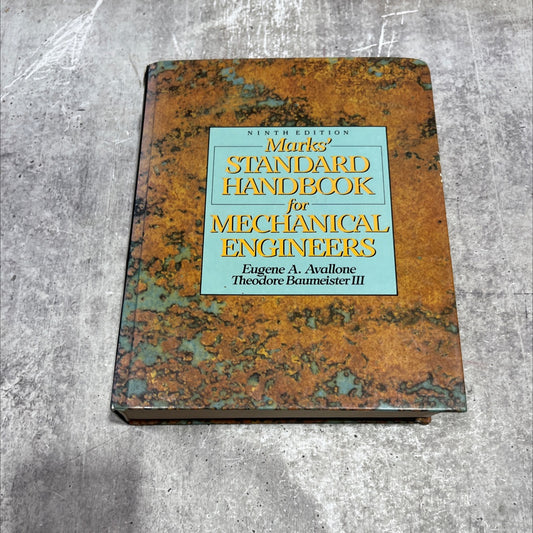 NINTH EDITION
Marks'
STANDARD
HANDBOOK
for
MECHANICAL
ENGINEERS
Eugene A. Avallone
Theodore Baumeister III